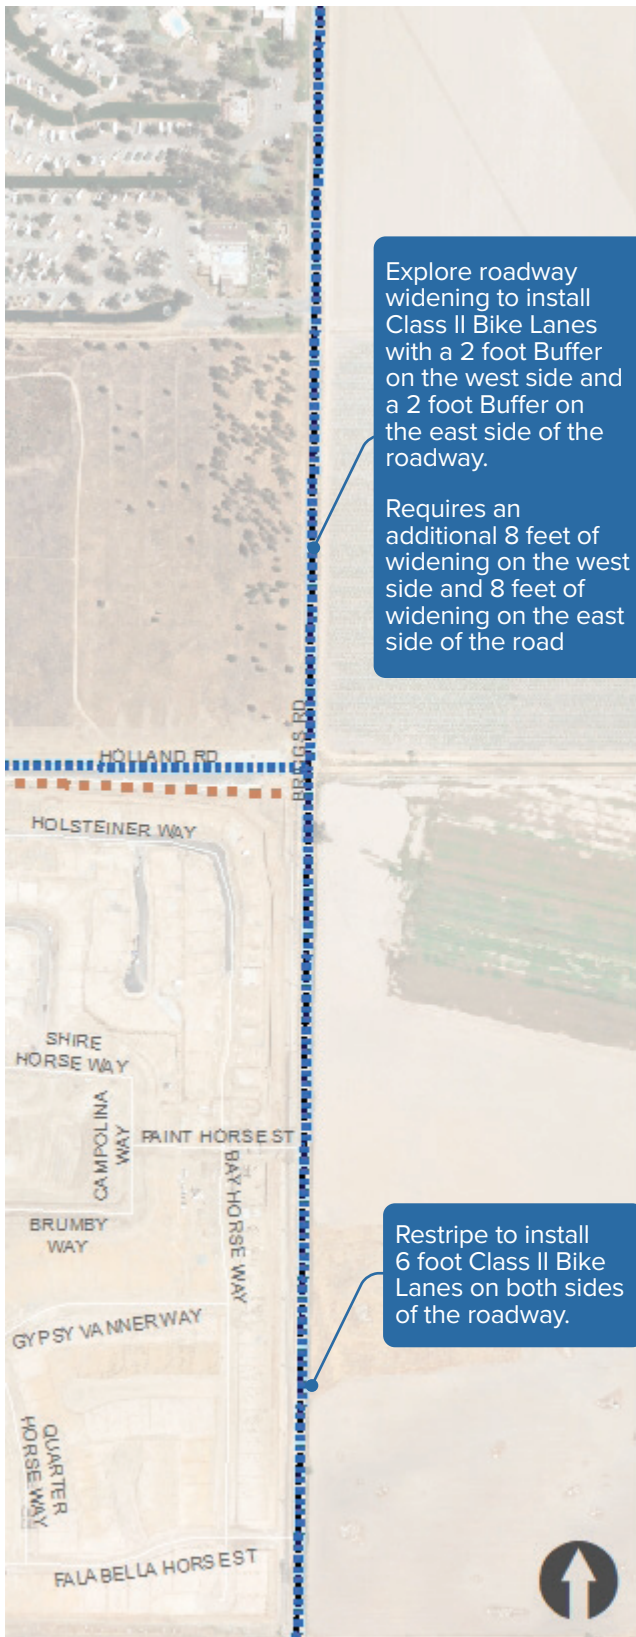 Explore roadway
widening to install
Class II Bike Lanes
with a 2 foot Buffer
on the west side and
a 2 foot Buffer on
the east side of the
roadway.
Requires an
additional 8 feet of
widening on the west
side and 8 feet of
widening on the east
side of the road
BRIGGS RD
HOLLAND RD
HOLSTEINER WAY
SHIRE
HORSE WAY
CAMPOLINA
WAY
PAINT HORSE ST
BAY HORSE WAY
BRUMBY
WAY
Restripe to install
6 foot Class II Bike
Lanes on both sides
of the roadway.
GYPSY VANNER WAY
QUARTER
HORSE WAY
FALABELLA HORSE ST